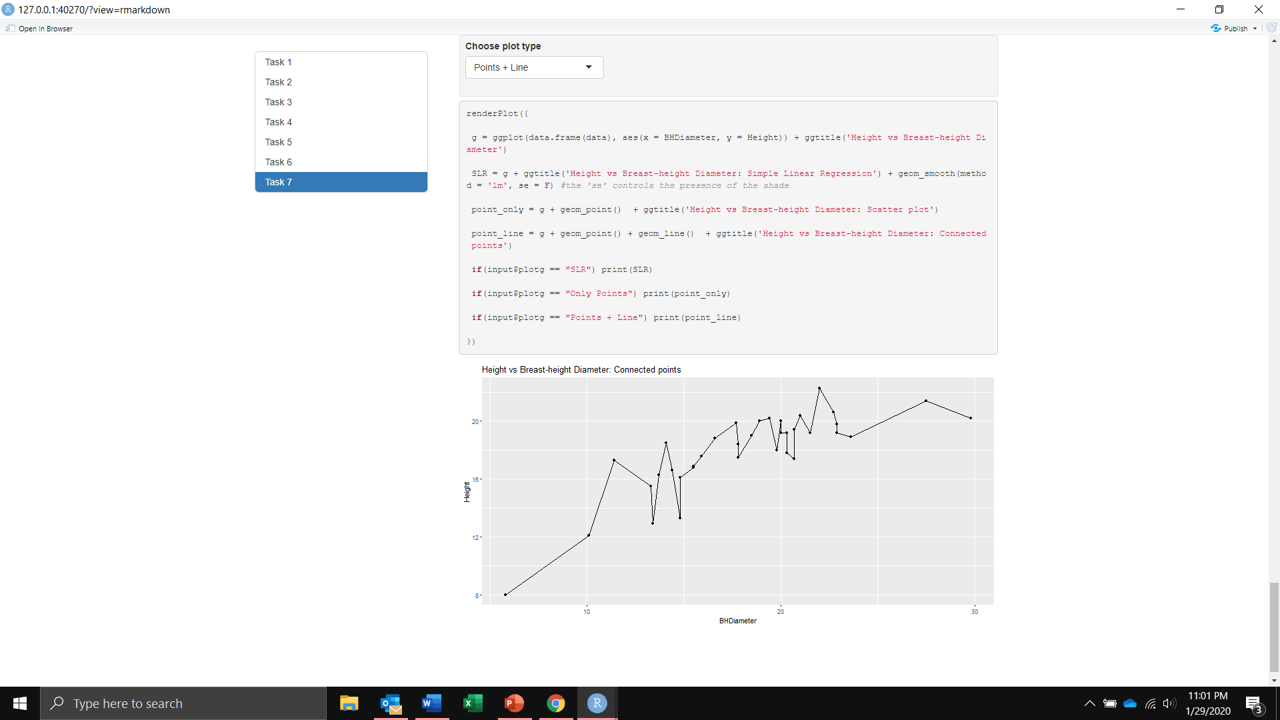 127.0.0.1:40270/?view=rmarkdown
Open in Browser
Publish
Task 1
Task 2
Task 3
Task 4
Task 5
Task 6
Task 7
Choose plot type
Points + Line
renderPlot({
g = ggplot(data.frame(data), aes(x = BHDiameter, y = Height)) + ggtitle('Height vs Breast-height Di
ameter')
SLR = g + ggtitle('Height vs Breast-height Diameter: Simple Linear Regression') + geom_smooth(metho
d = 'lm', se = F) #the 'se' controls the presence of the shade
point_only = g + geom_point()  + ggtitle('Height vs Breast-height Diameter: Scatter plot')
point_line = g + geom_point() + geom_line()  + ggtitle('Height vs Breast-height Diameter: Connected
points')
if(input$plotg == "SLR") print(SLR)
if(input$plotg == "Only Points") print(point_only)
if(input$plotg == "Points + Line") print(point_line)
})
Height vs Breast-height Diameter: Connected points
20
16
12
8
Height
10
20
30
BHDiameter
Type here to search
11:01 PM
1/29/2020
3